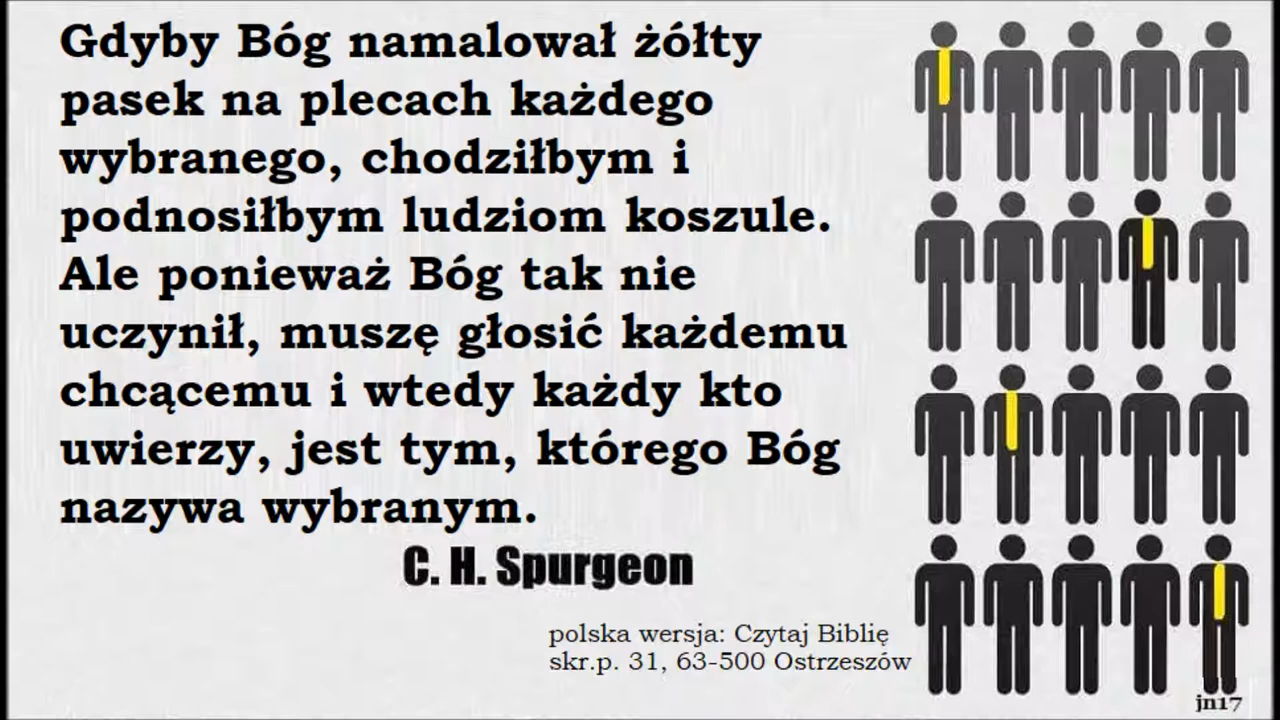 Gdyby Bóg namalował żółty
pasek na plecach każdego
wybranego, chodziłbym i
podnosiłbym ludziom koszule.
Ale ponieważ Bóg tak nie
uczynił, muszę głosić każdemu
chcącemu i wtedy każdy kto
uwierzy, jest tym, którego Bóg
nazywa wybranym.
C. H. Spurgeon
polska wersja: Czytaj Biblię
skr.p. 31, 63-500 Ostrzeszów
jn17